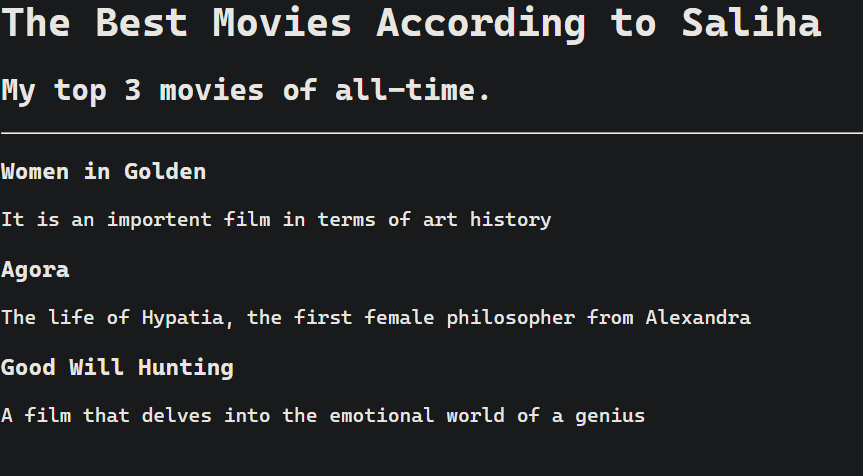 The Best Movies According to Saliha
My top 3 movies of all-time.
Women in Golden
It is an importent film in terms of art history
Agora
The life of Hypatia, the first female philosopher from Alexandra
Good Will Hunting
A film that delves into the emotional world of a genius